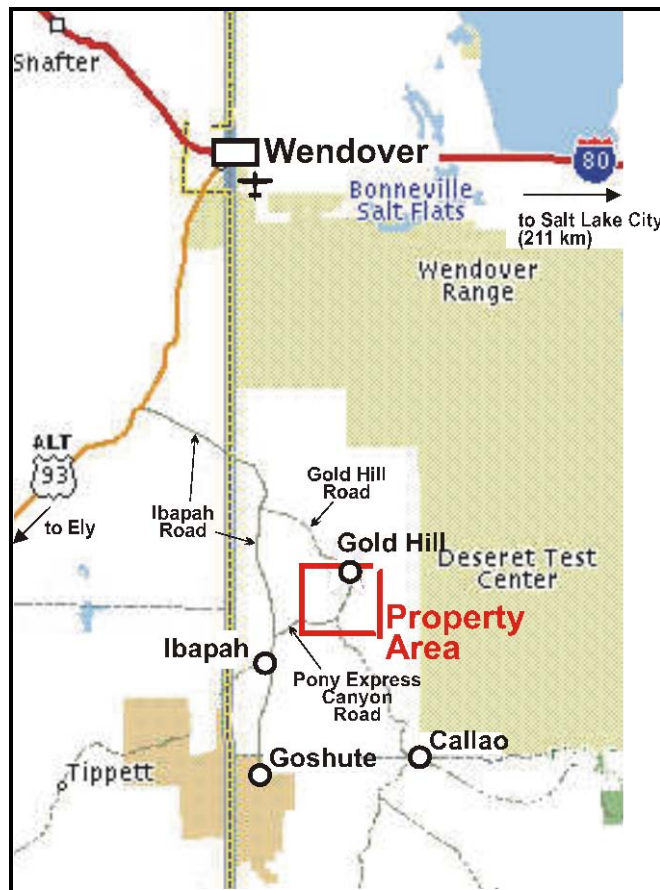 Shafter
Wendover
80
Bonneville
Salt Flats
to Salt Lake City
(211 km)
Wendover
Range
ALT
93
to Ely
Ibapah
Road
Gold Hill
Road
Gold Hill
Deseret Test
Center
Property
Area
Ibapah
Pony Express
Canyon
Road
Callao
Goshute
Tippett